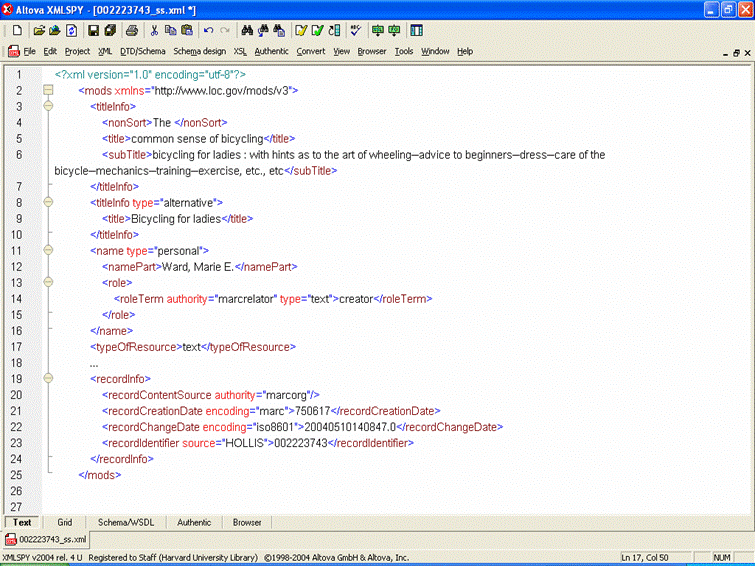 Altova XMLSPY - [002223743_ss.xml *]
File Edit Project XML DTD/Schema Schema design XSL Authentic Convert View Browser Tools Window Help
1 <?xml version="1.0" encoding="utf-8"?>
2 <mods xmlns="http://www.loc.gov/mods/v3">
3 <titleInfo>
4 <nonSort>The </nonSort>
5 <title>common sense of bicycling</title>
6 <subTitle>bicycling for ladies : with hints as to the art of wheeling—advice to beginners—dress—care of the
bicycle—mechanics—training—exercise, etc., etc</subTitle>
7 </titleInfo>
8 <titleInfo type="alternative">
9 <title>Bicycling for ladies</title>
10 </titleInfo>
11 <name type="personal">
12 <namePart>Ward, Marie E.</namePart>
13 <role>
14 <roleTerm authority="marcrelator" type="text">creator</roleTerm>
15 </role>
16 </name>
17 <typeOfResource>text</typeOfResource>
18 ...
19 <recordInfo>
20 <recordContentSource authority="marcorg"/>
21 <recordCreationDate encoding="marc">750617</recordCreationDate>
22 <recordChangeDate encoding="iso8601">20040510140847.0</recordChangeDate>
23 <recordIdentifier source="HOLLIS">002223743</recordIdentifier>
24 </recordInfo>
25 </mods>
26
27
Text Grid Schema/WSDL Authentic Browser
002223743_ss.xml
XMLSPY v2004 rel. 4 U Registered to Staff (Harvard University Library) ©1998-2004 Altova GmbH & Altova, Inc. Ln 17, Col 50 NUM